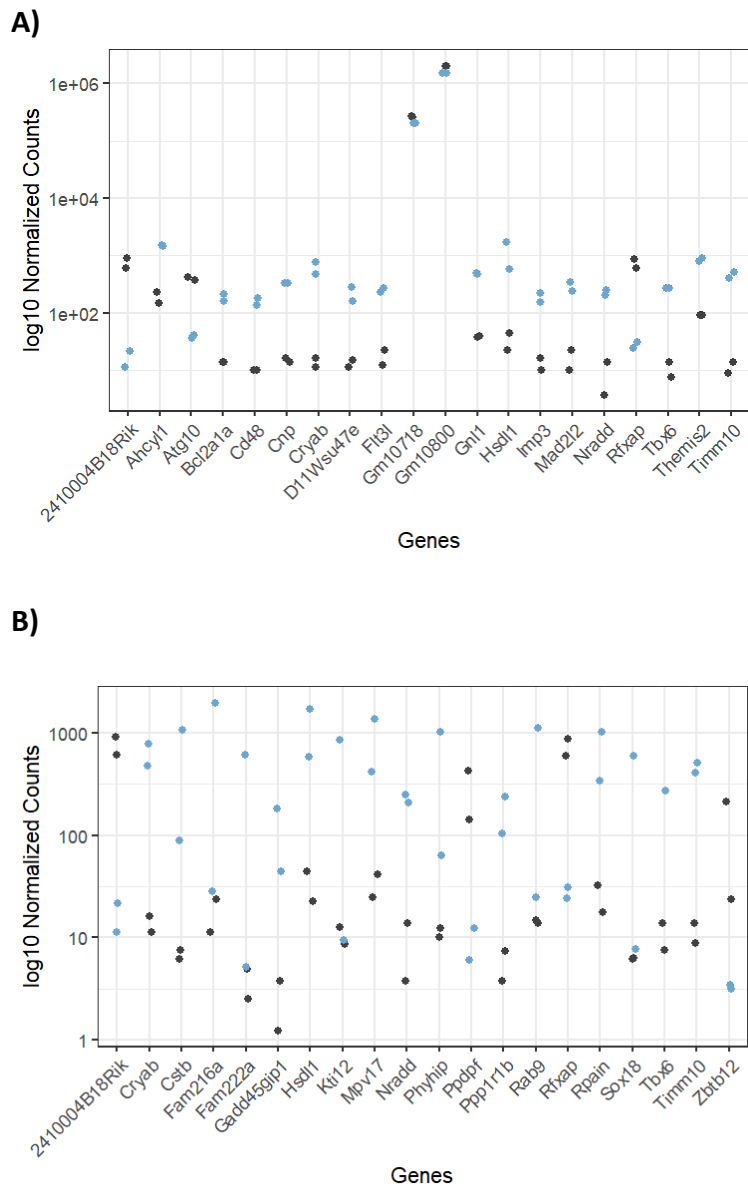 A)
log10 Normalized Counts
1e+06
1e+04
1e+02
2410004B18Rik
Ahcyl1
Atg10
Bcl2a1a
Cd48
Cnp
Cryab
D11Wsu47e
Flt3l
Gm10718
Gm10800
Gnl1
Hsdl1
Imp3
Mad2l2
Nradd
Rfxap
Tbx6
Themis2
Timm10
Genes
B)
log10 Normalized Counts
1000
100
10
1
2410004B18Rik
Cryab
Cstb
Fam216a
Fam222a
Gadd45gip1
Hsdl1
Kti12
Mpv17
Nradd
Phyhip
Ppdpf
Ppp1r1b
Rab9
Rfxap
Rpain
Sox18
Tbx6
Timm10
Zbtb12
Genes